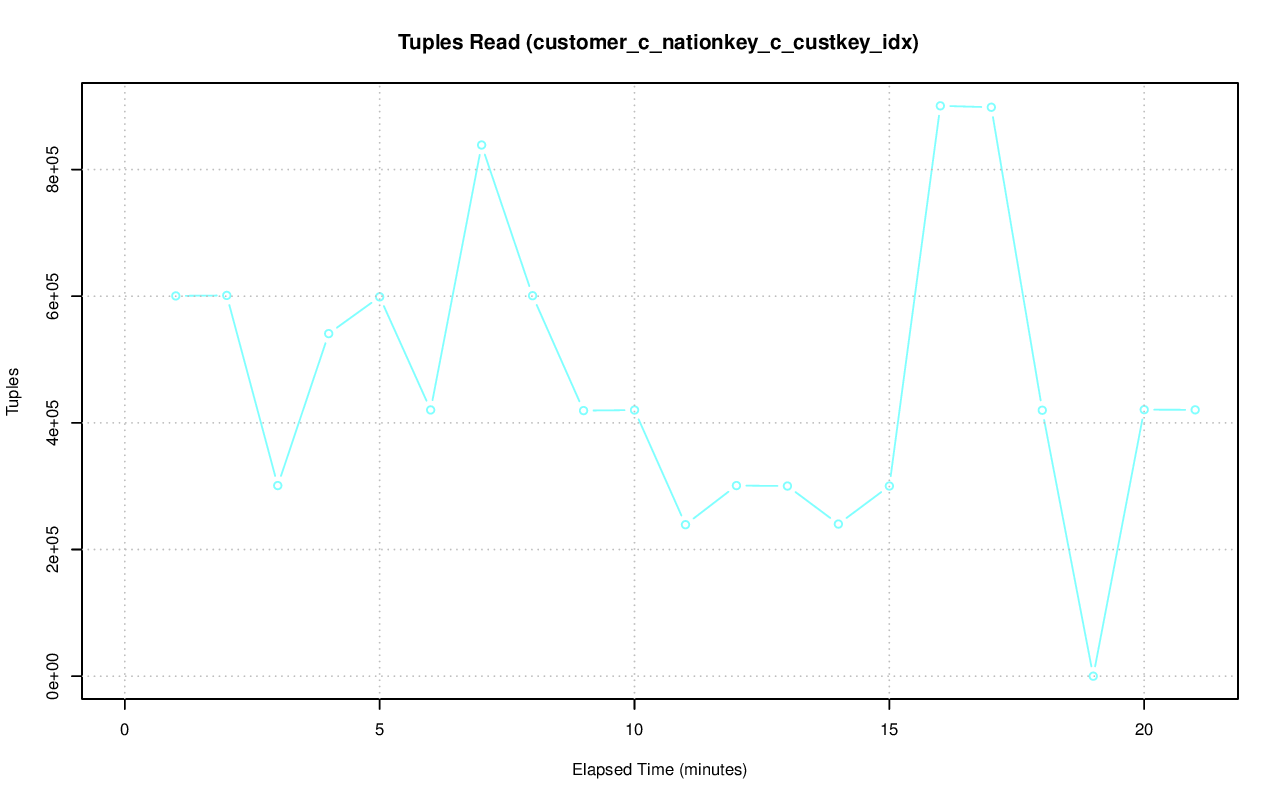 Tuples Read (customer_c_nationkey_c_custkey_idx)
8e+05
6e+05
4e+05
2e+05
0e+00
Tuples
0 5 10 15 20
Elapsed Time (minutes)